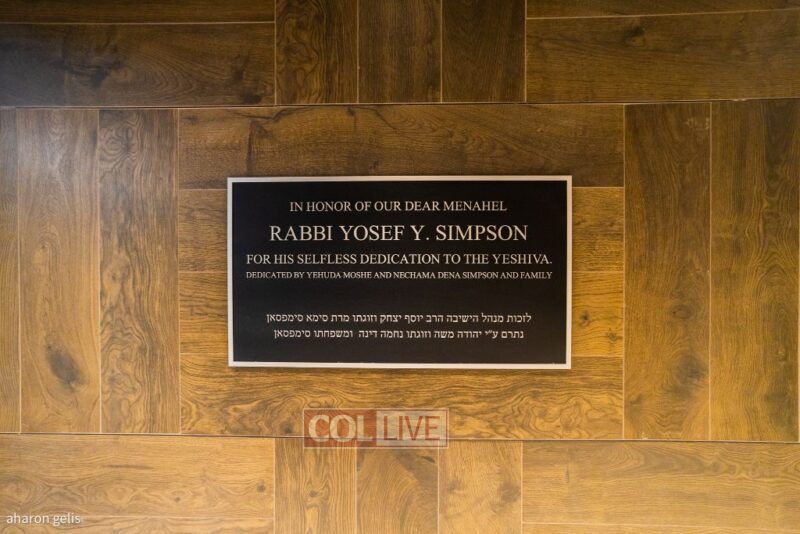 IN HONOR OF OUR DEAR MENAHEL
RABBI YOSEF Y. SIMPSON
FOR HIS SELFLESS DEDICATION TO THE YESHIVA.
DEDICATED BY YEHUDA MOSHE AND NECHAMA DENA SIMPSON AND FAMILY
לזכות מנהל הישיבה הרב יוסף יצחק וזוגתו מרת סימא סימפסאן
נתרם ע"י יהודה משה וזוגתו נחמה דינה ומשפחתו סימפסאן
COLLIVE
aharon gelis